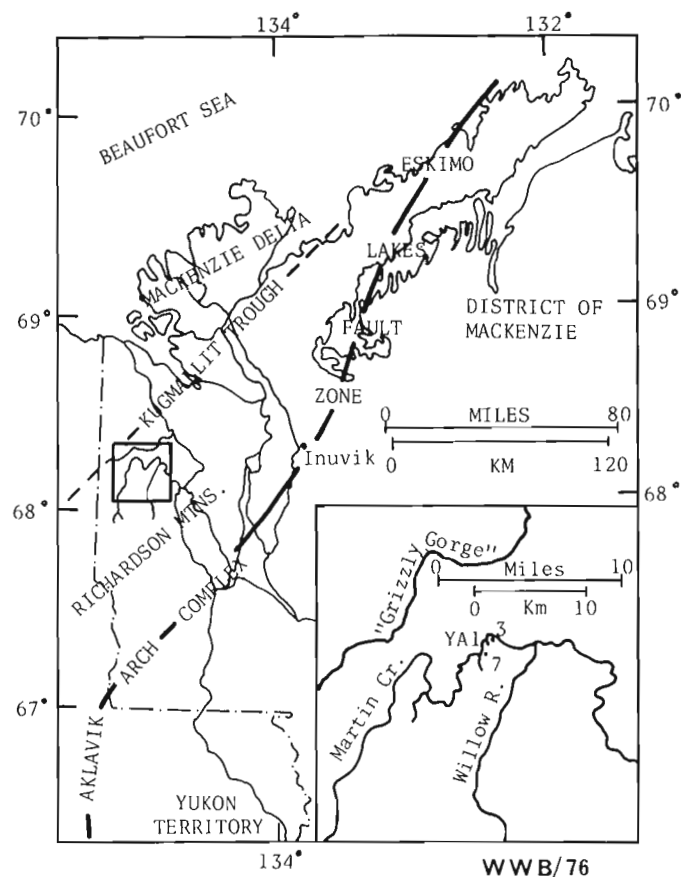 134° 132°
70° 70°
BEAUFORT SEA
ESKIMO
MACKENZIE DELTA
LAKES
69° 69°
DISTRICT OF
MACKENZIE
KUGMALLIT TROUGH
FAULT
ZONE
0 MILES 80
0 KM 120
Inuvik
68° 68°
RICHARDSON MTNS.
ARCH COMPLEX
67°
AKLAVIK
YUKON
TERRITORY
134°
"Grizzly Gorge"
0 Miles 10
0 Km 10
YA1 3
7
Martin Cr.
Willow R.
WWB/76